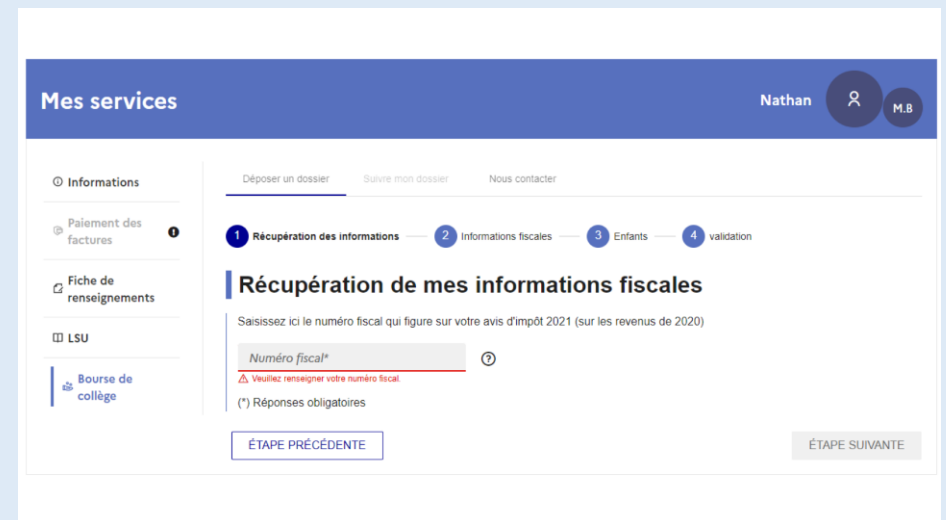 Mes services
Nathan
M.B
Informations
Paiement des
factures
Fiche de
renseignements
LSU
Bourse de
collège
Déposer un dossier
Suivre mon dossier
Nous contacter
1 Récupération des informations
2 Informations fiscales
3 Enfants
4 validation
Récupération de mes informations fiscales
Saisissez ici le numéro fiscal qui figure sur votre avis d'impôt 2021 (sur les revenus de 2020)
Numéro fiscal*
?
Veuillez renseigner votre numéro fiscal.
(*) Réponses obligatoires
ÉTAPE PRÉCÉDENTE
ÉTAPE SUIVANTE